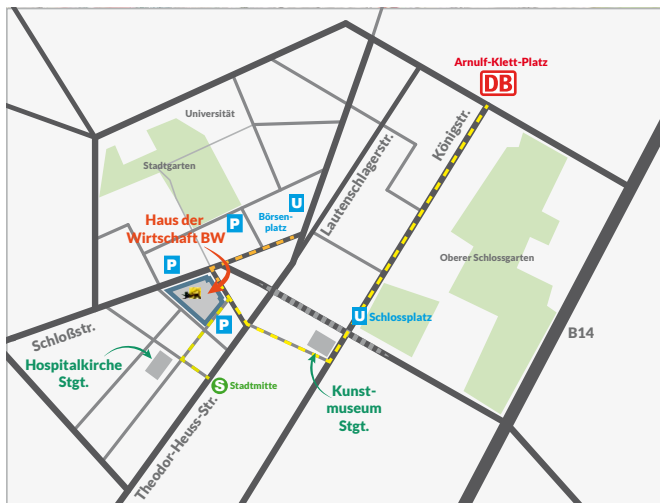 Arnulf-Klett-Platz
DB
Königstr.
Universität
Lautenschlagerstr.
Stadtgarten
U
P
Börsen-
platz
Haus der
Wirtschaft BW
Oberer Schlossgarten
P
P
U Schlossplatz
Schloßstr.
B14
Hospitalkirche
Stgt.
S Stadtmitte
Kunst-
museum
Stgt.
Theodor-Heuss-Str.